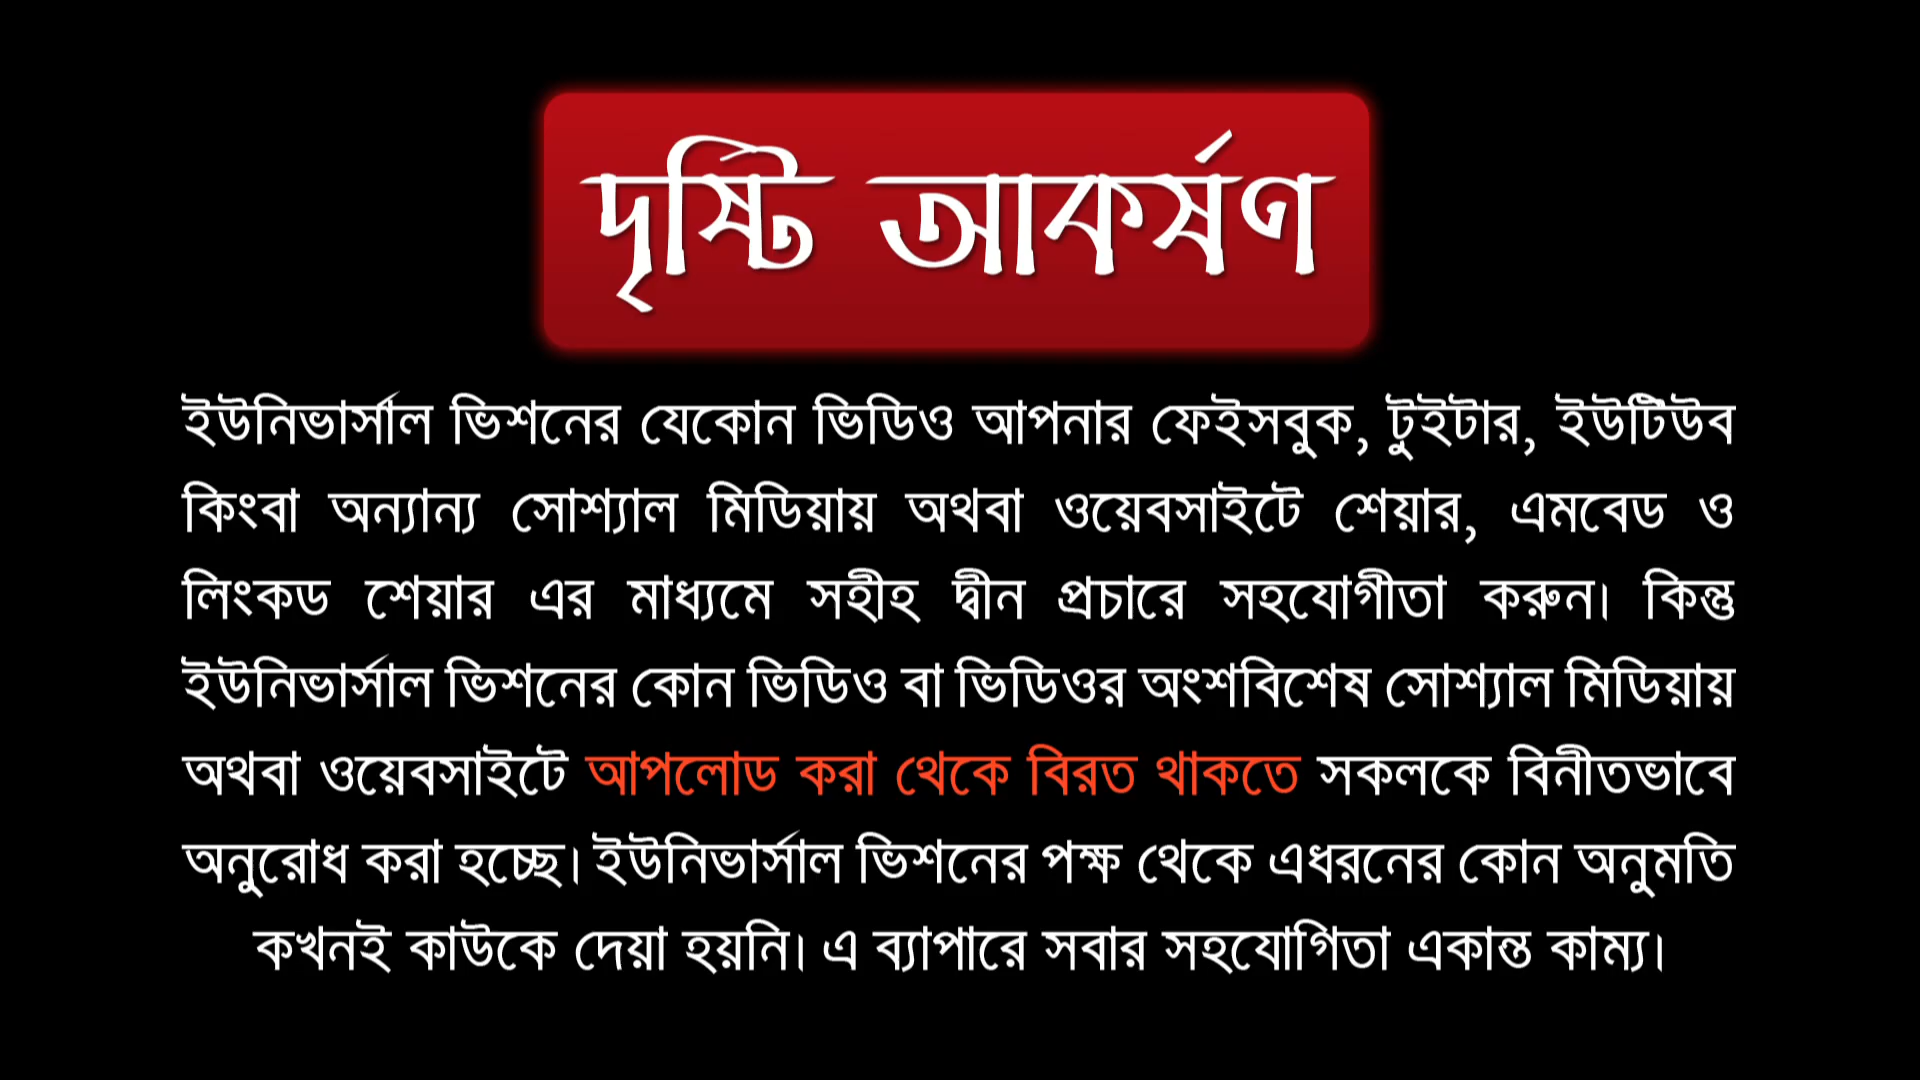 দৃষ্টি আকর্ষণ
ইউনিভার্সাল ভিশনের যেকোন ভিডিও আপনার ফেইসবুক, টুইটার, ইউটিউব
কিংবা অন্যান্য সোশ্যাল মিডিয়ায় অথবা ওয়েবসাইটে শেয়ার, এমবেড ও
লিংকড শেয়ার এর মাধ্যমে সহীহ দ্বীন প্রচারে সহযোগীতা করুন। কিন্তু
ইউনিভার্সাল ভিশনের কোন ভিডিও বা ভিডিওর অংশবিশেষ সোশ্যাল মিডিয়ায়
অথবা ওয়েবসাইটে আপলোড করা থেকে বিরত থাকতে সকলকে বিনীতভাবে
অনুরোধ করা হচ্ছে। ইউনিভার্সাল ভিশনের পক্ষ থেকে এধরনের কোন অনুমতি
কখনই কাউকে দেয়া হয়নি। এ ব্যাপারে সবার সহযোগিতা একান্ত কাম্য।